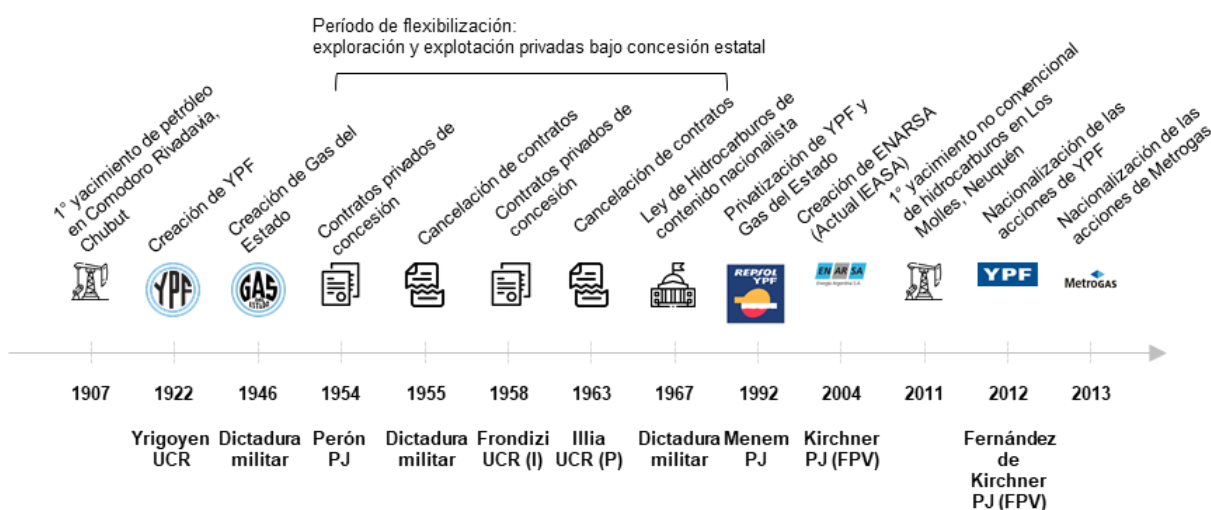 Período de flexibilización:
exploración y explotación privadas bajo concesión estatal
1° yacimiento de petróleo
en Comodoro Rivadavia,
Chubut
Creación de YPF
Creación de Gas del
Estado
Contratos privados de
concesión
Cancelación de contratos
Contratos privados de
concesión
Cancelación de contratos
Ley de Hidrocarburos de
contenido nacionalista
Privatización de YPF y
Gas del Estado
Creación de ENARSA
(Actual IEASA)
1° yacimiento no convencional
de hidrocarburos en Los
Molles, Neuquén
Nacionalización de las
acciones de YPF
Nacionalización de las
acciones de Metrogas
YPF
GAS
DEL
ESTADO
REPSOL
YPF
ENARSA
Energía Argentina S.A.
YPF
METROGAS
1907
1922
1946
1954
1955
1958
1963
1967
1992
2004
2011
2012
2013
Yrigoyen
UCR
Dictadura
militar
Perón
PJ
Dictadura
militar
Frondizi
UCR (I)
Illia
UCR (P)
Dictadura
militar
Menem
PJ
Kirchner
PJ (FPV)
Fernández
de
Kirchner
PJ (FPV)